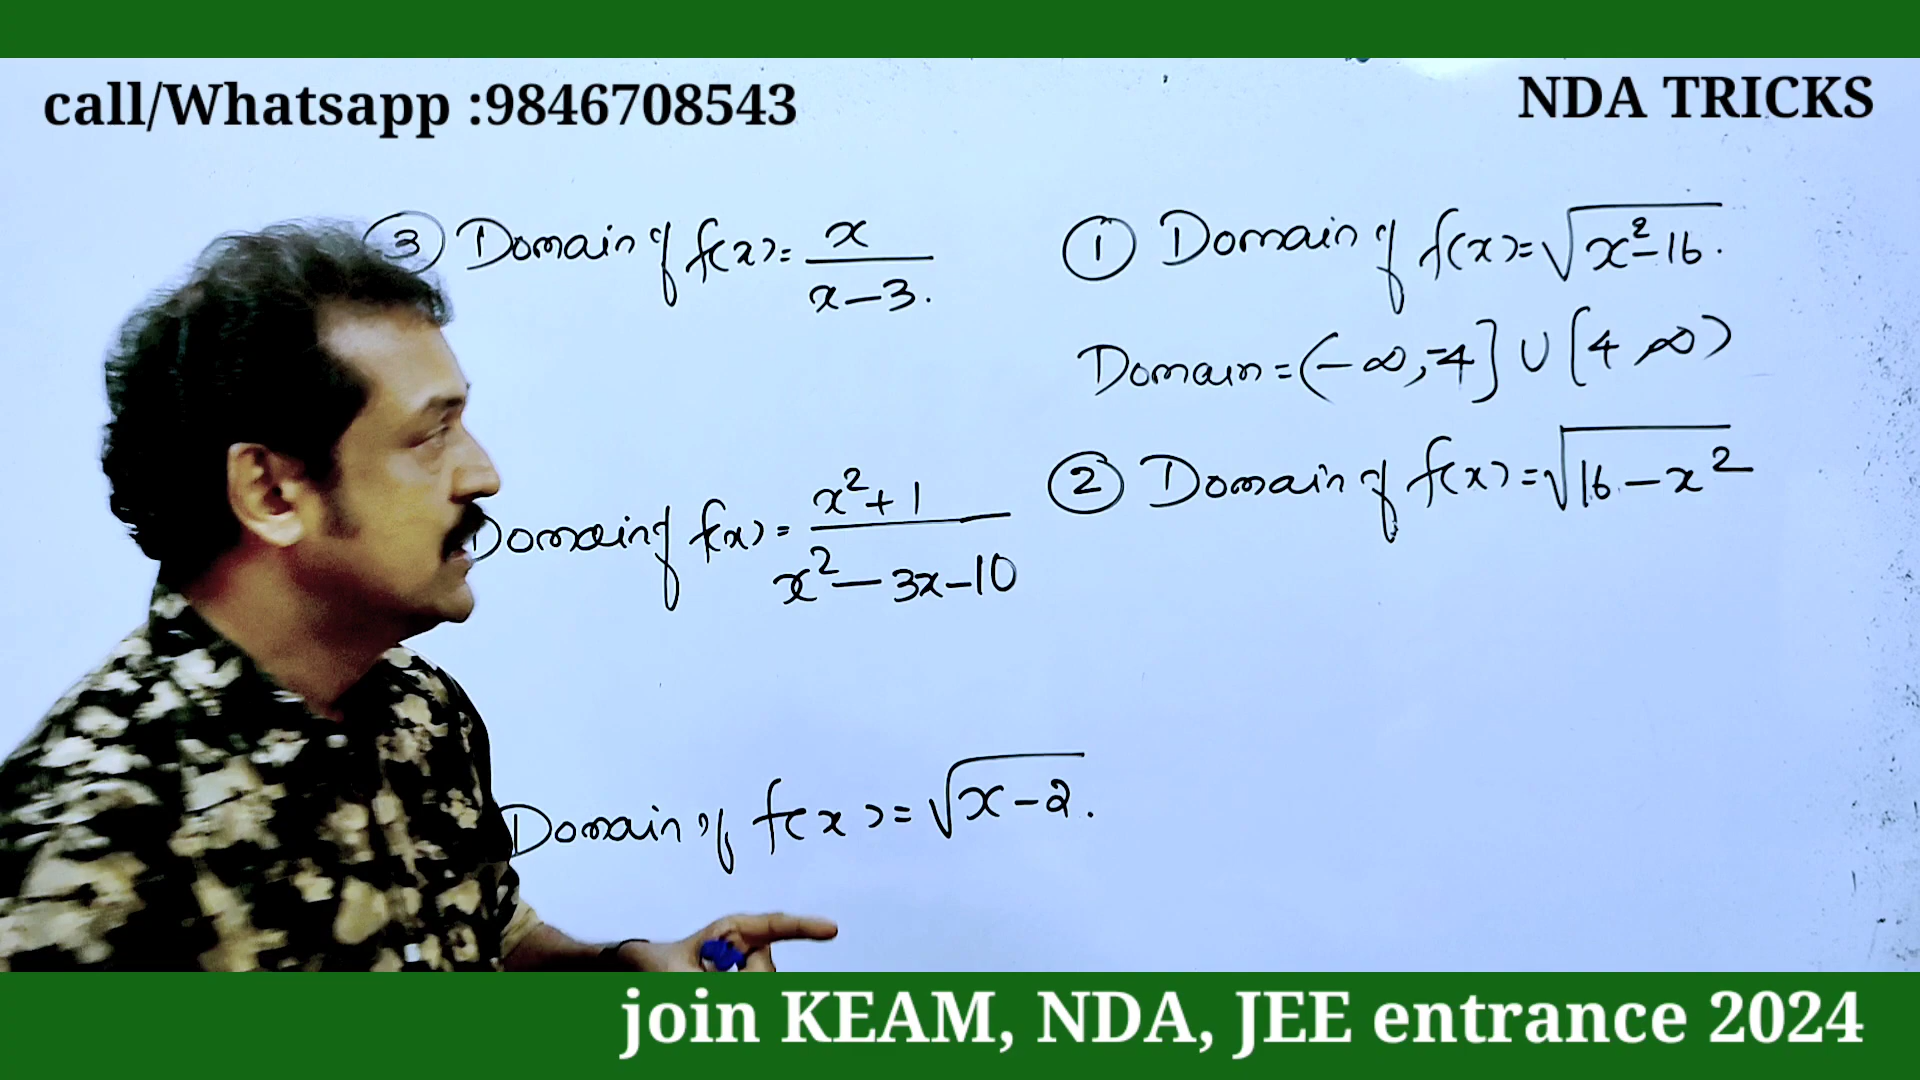 call/Whatsapp :9846708543
NDA TRICKS
③ Domain of f(x)= x
x-3.
Domain of f(x)= x²+1
x²-3x-10
Domain of f(x)=√x-2.
① Domain of f(x)=√x²-16.
Domain=(-∞,-4]∪[4 ∞)
② Domain of f(x)=√16-x²
join KEAM, NDA, JEE entrance 2024